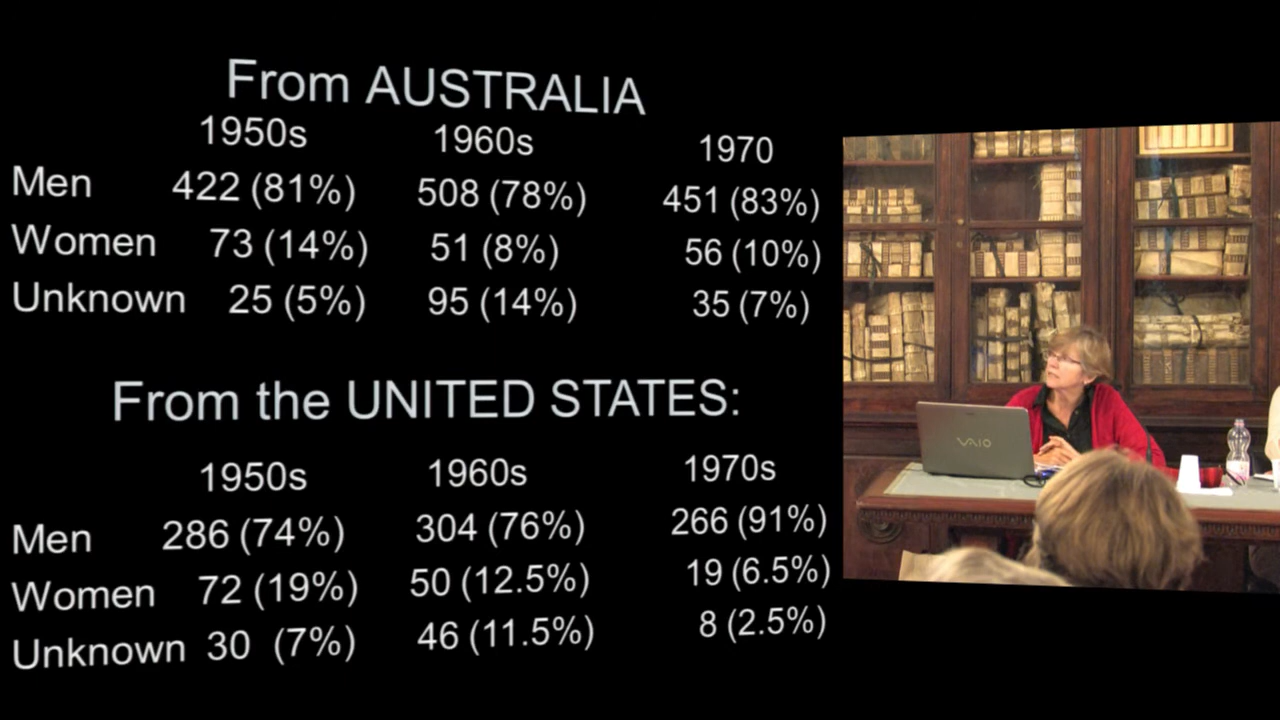 From AUSTRALIA
1950s 1960s 1970
Men 422 (81%) 508 (78%) 451 (83%)
Women 73 (14%) 51 (8%) 56 (10%)
Unknown 25 (5%) 95 (14%) 35 (7%)
From the UNITED STATES:
1950s 1960s 1970s
Men 286 (74%) 304 (76%) 266 (91%)
Women 72 (19%) 50 (12.5%) 19 (6.5%)
Unknown 30 (7%) 46 (11.5%) 8 (2.5%)
VAIO